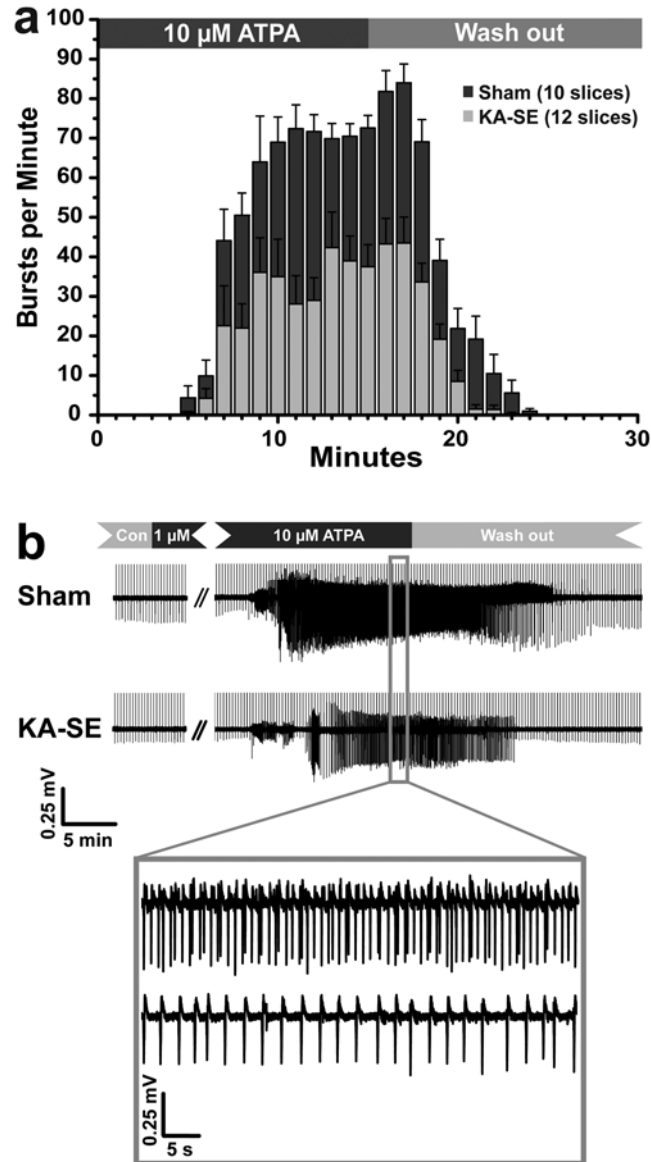 a
100
90
80
70
60
50
40
30
20
10
0
Bursts per Minute
10 µM ATPA
Wash out
Sham (10 slices)
KA-SE (12 slices)
0 10 20 30
Minutes
b
Con 1 µM 10 µM ATPA Wash out
Sham //
KA-SE //
0.25 mV
5 min
0.25 mV
5 s